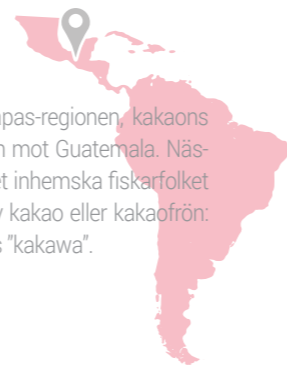 apas-regionen, kakaons
n mot Guatemala. Näs-
et inhemska fiskarfolket
v kakao eller kakaofrön:
s ”kakawa”.